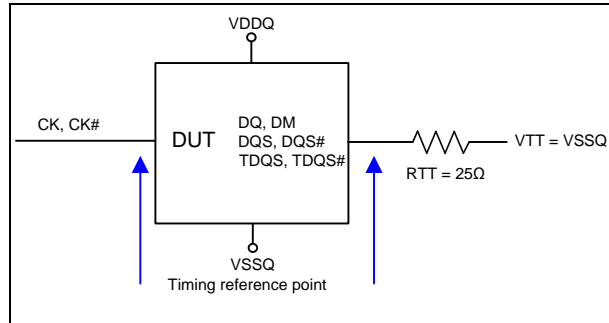 VDDQ
CK, CK#
DUT
DQ, DM
DQS, DQS#
TDQS, TDQS#
VTT = VSSQ
RTT = 25Ω
VSSQ
Timing reference point